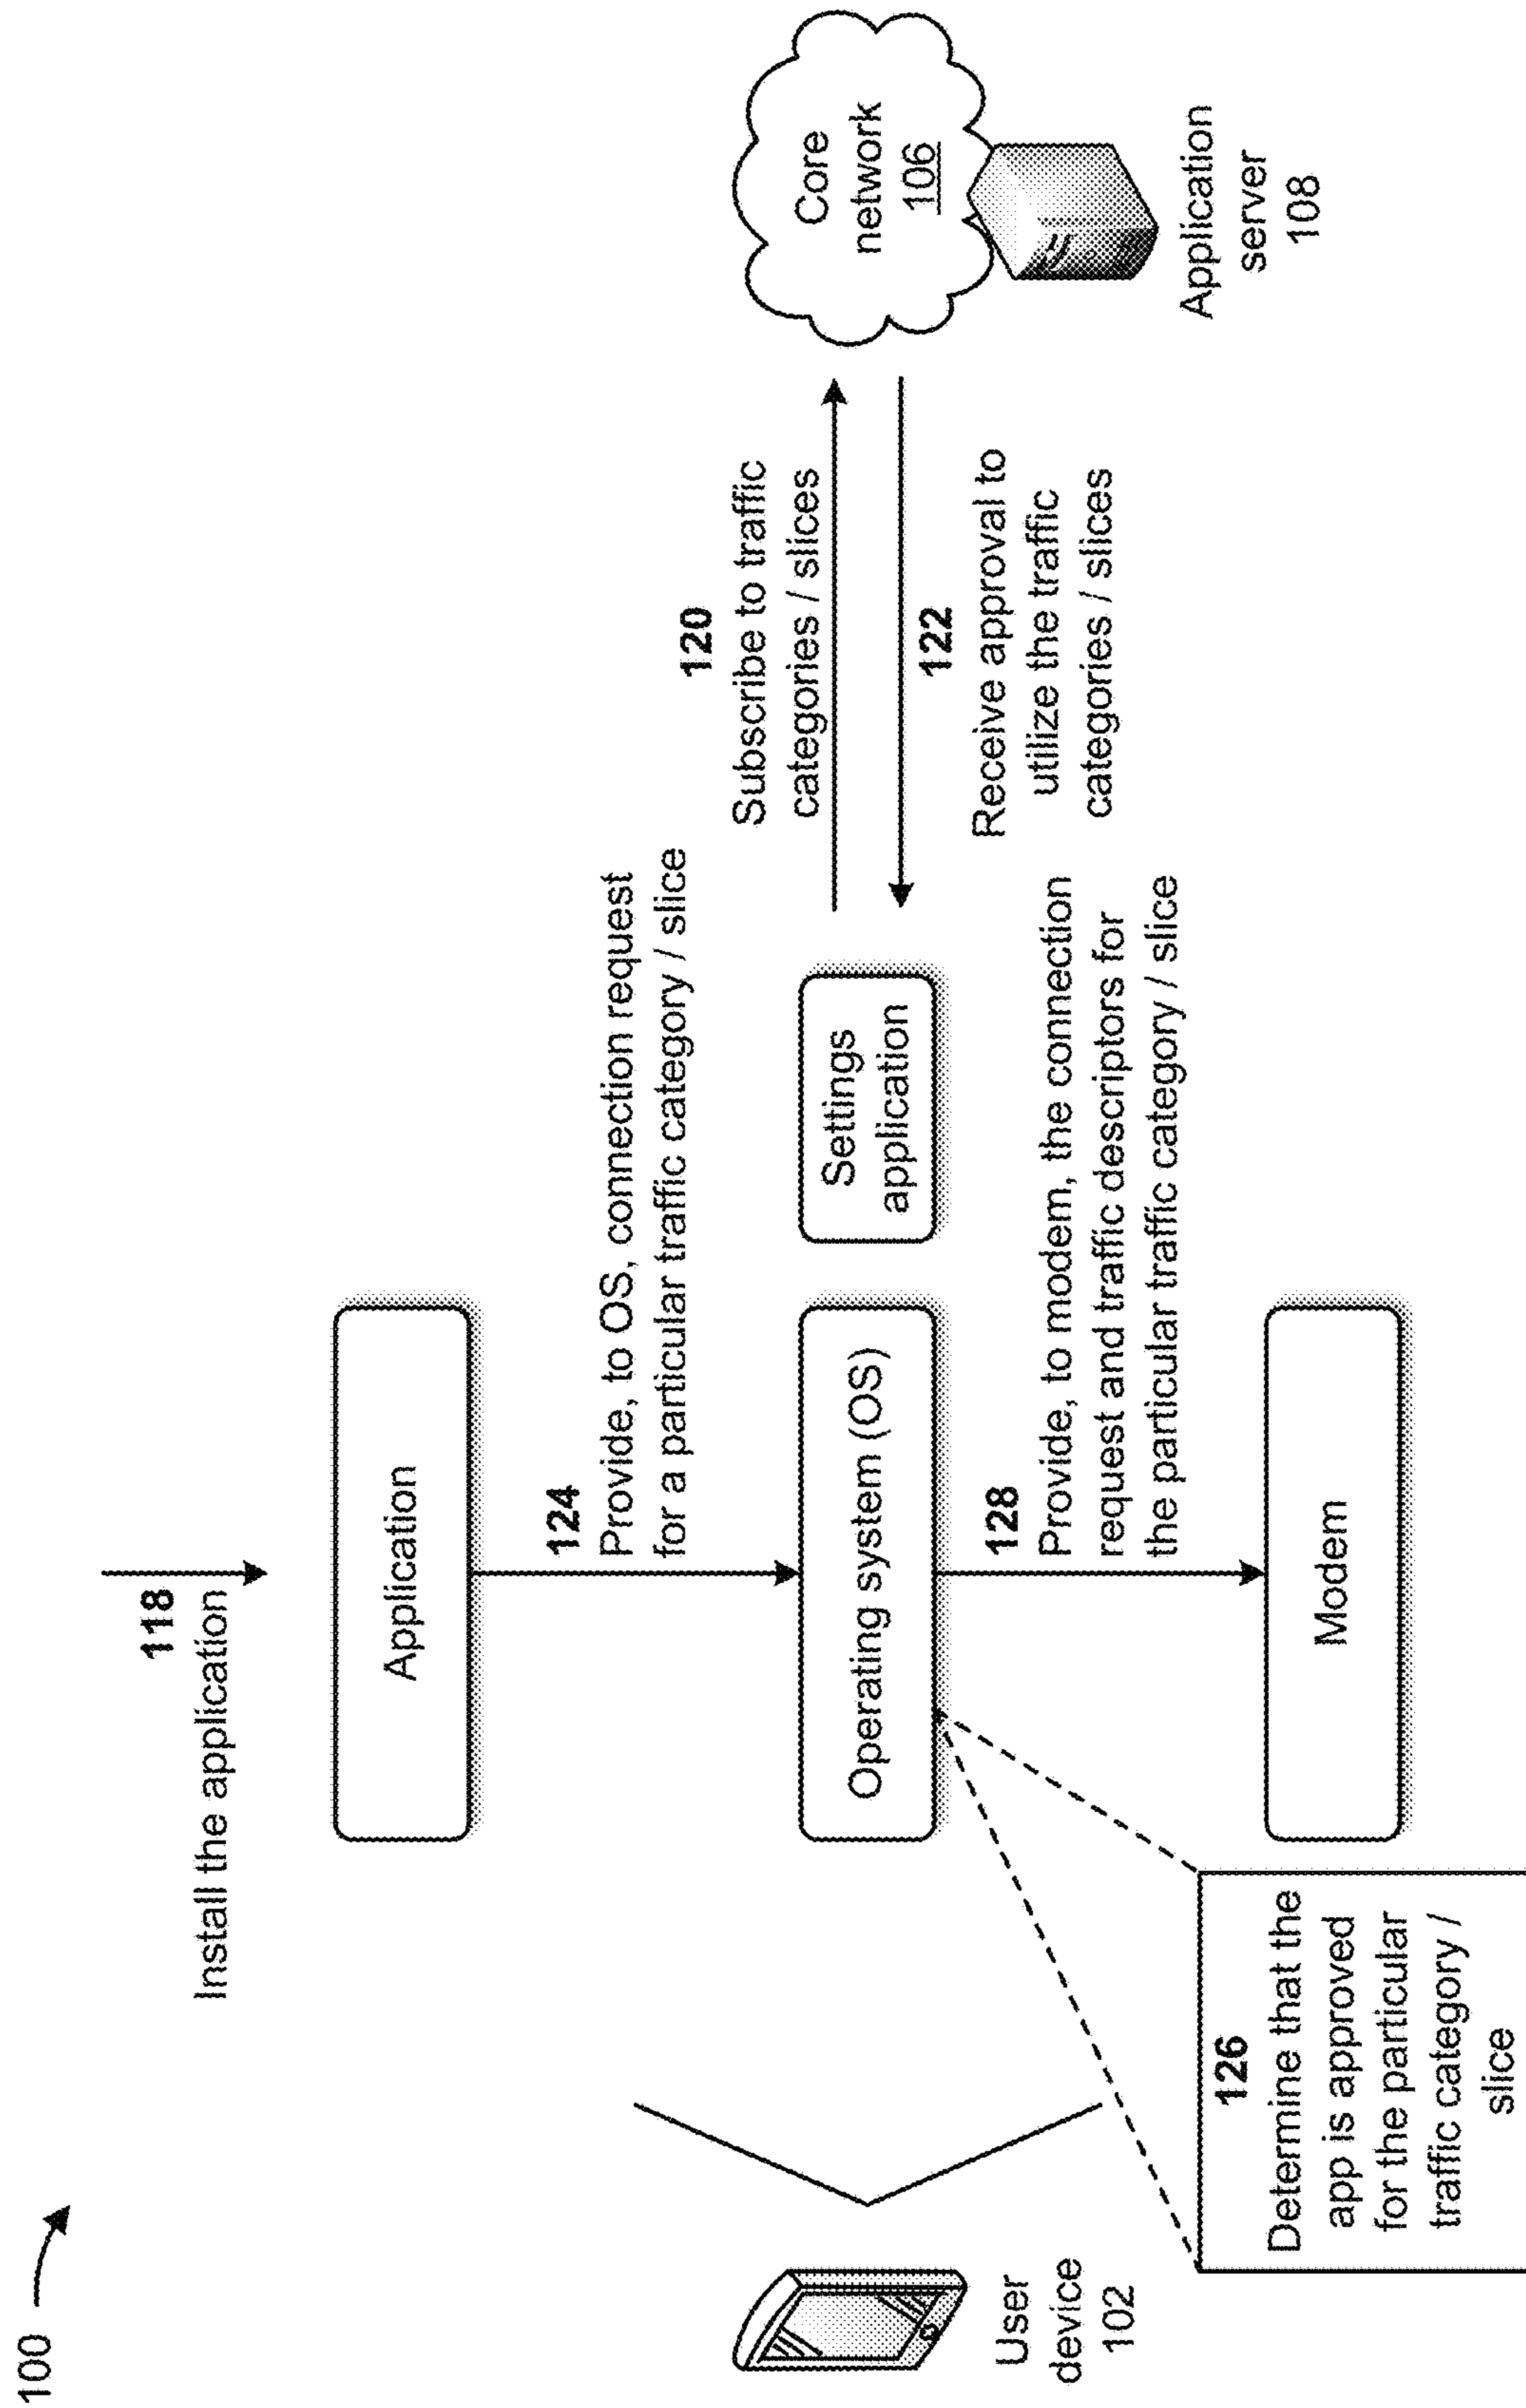 100
118
Install the application
Application
124
Provide, to OS, connection request
for a particular traffic category / slice
120
Subscribe to traffic
categories / slices
Core
network
106
Operating system (OS)
Settings
application
122
Receive approval to
utilize the traffic
categories / slices
Application
server
108
User
device
102
128
Provide, to modem, the connection
request and traffic descriptors for
the particular traffic category / slice
Modem
126
Determine that the
app is approved
for the particular
traffic category /
slice